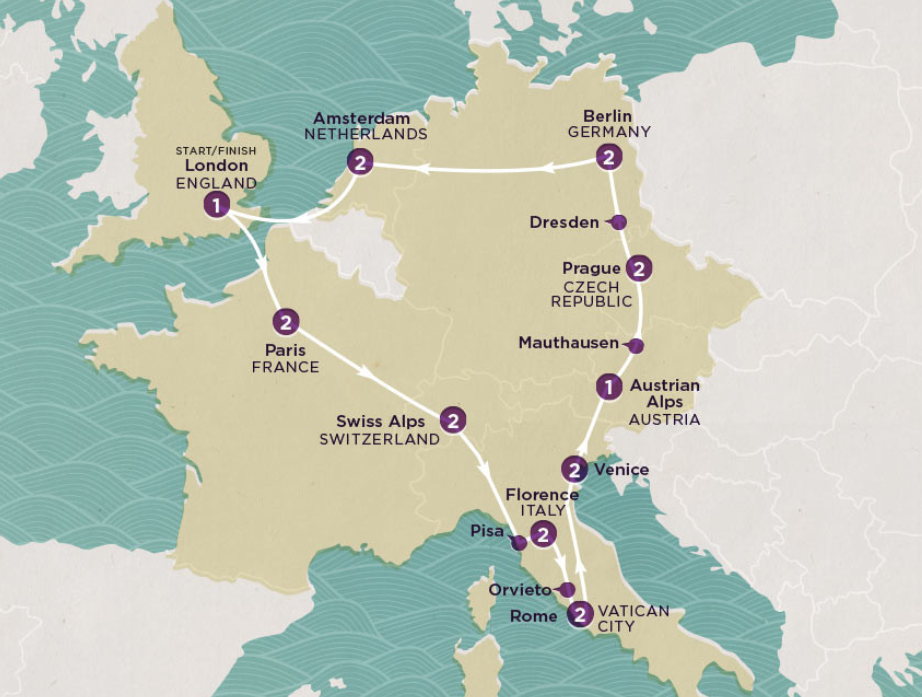 Amsterdam
NETHERLANDS
2
Berlin
GERMANY
2
START/FINISH
London
ENGLAND
1
Dresden
Prague
CZECH
REPUBLIC
2
2
Paris
FRANCE
Mauthausen
1
Austrian
Alps
AUSTRIA
Swiss Alps
SWITZERLAND
2
2
Venice
Florence
ITALY
2
Pisa
Orvieto
Rome
2
VATICAN
CITY